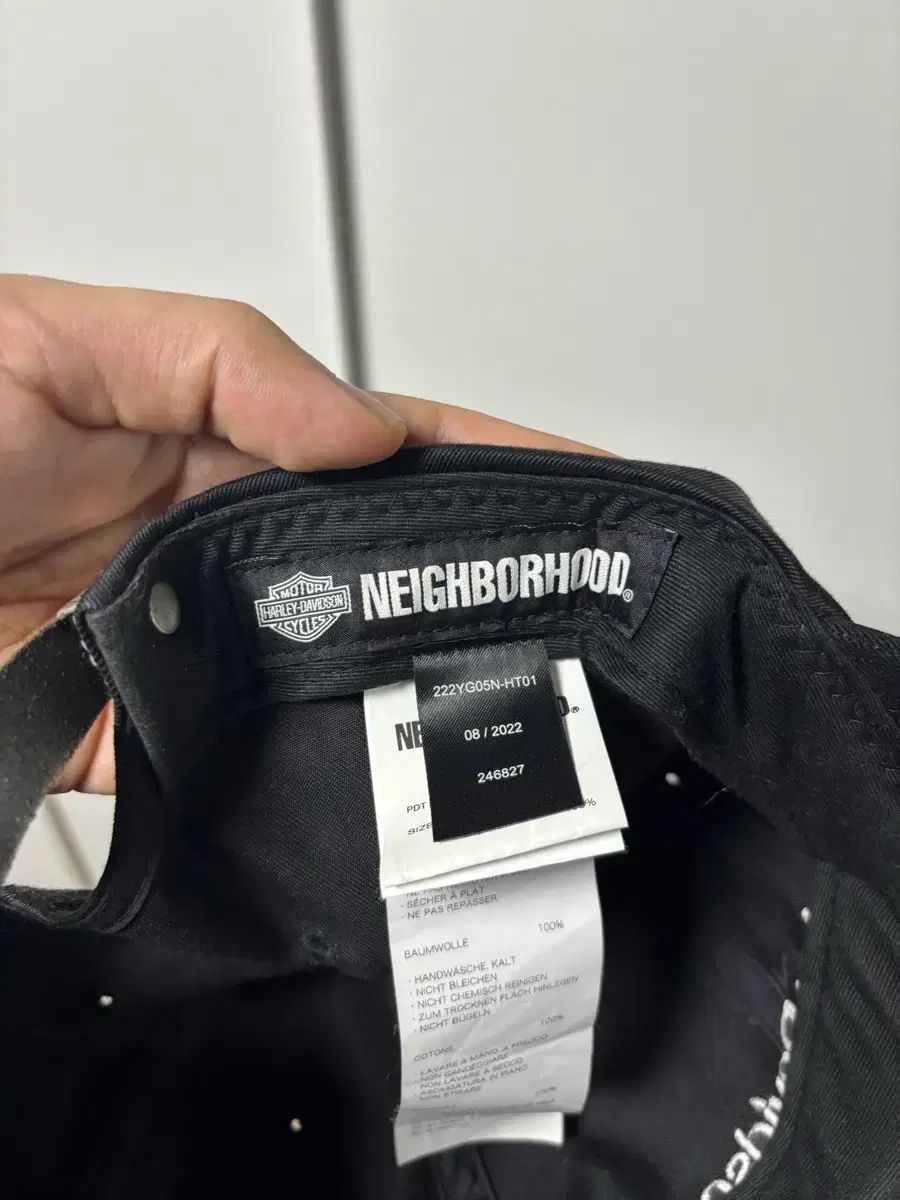 MOTOR
HARLEY-DAVIDSON
CYCLES
NEIGHBORHOOD®
222YG05N-HT01
08 / 2022
246827
PDT
SIZE
· SÉCHER À PLAT
· NE PAS REPASSER
100%
BAUMWOLLE
· HANDWÄSCHE, KALT
· NICHT BLEICHEN
· NICHT CHEMISCH REINIGEN
· ZUM TROCKNEN FLACH HINLEGEN
· NICHT BÜGELN
100%
COTONE
· LAVARE A MANO, A FREDDO
· NON CANDEGGIARE
· NON LAVARE A SECCO
· ASCIUGATURA IN PIANO
· NON STIRARE
100%